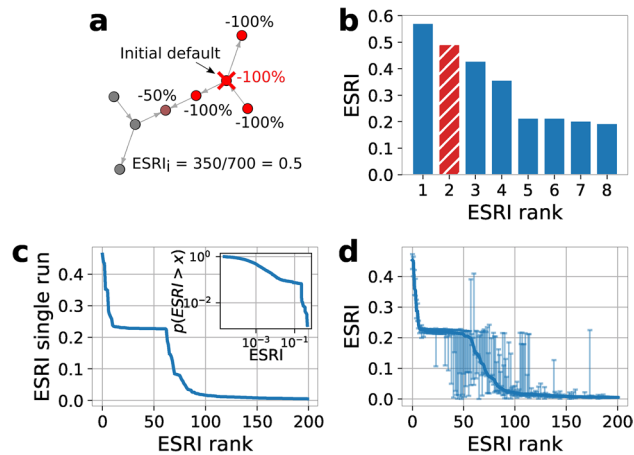 a
-100%
Initial default
-100%
-50%
-100%
-100%
ESRIi = 350/700 = 0.5
b
ESRI
0.6
0.5
0.4
0.3
0.2
0.1
0.0
1 2 3 4 5 6 7 8
ESRI rank
c
ESRI single run
0.4
0.3
0.2
0.1
0.0
0 50 100 150 200
ESRI rank
p(ESRI > x)
10^0
10^-2
10^-3 10^-1
ESRI
d
ESRI
0.4
0.3
0.2
0.1
0.0
0 50 100 150 200
ESRI rank